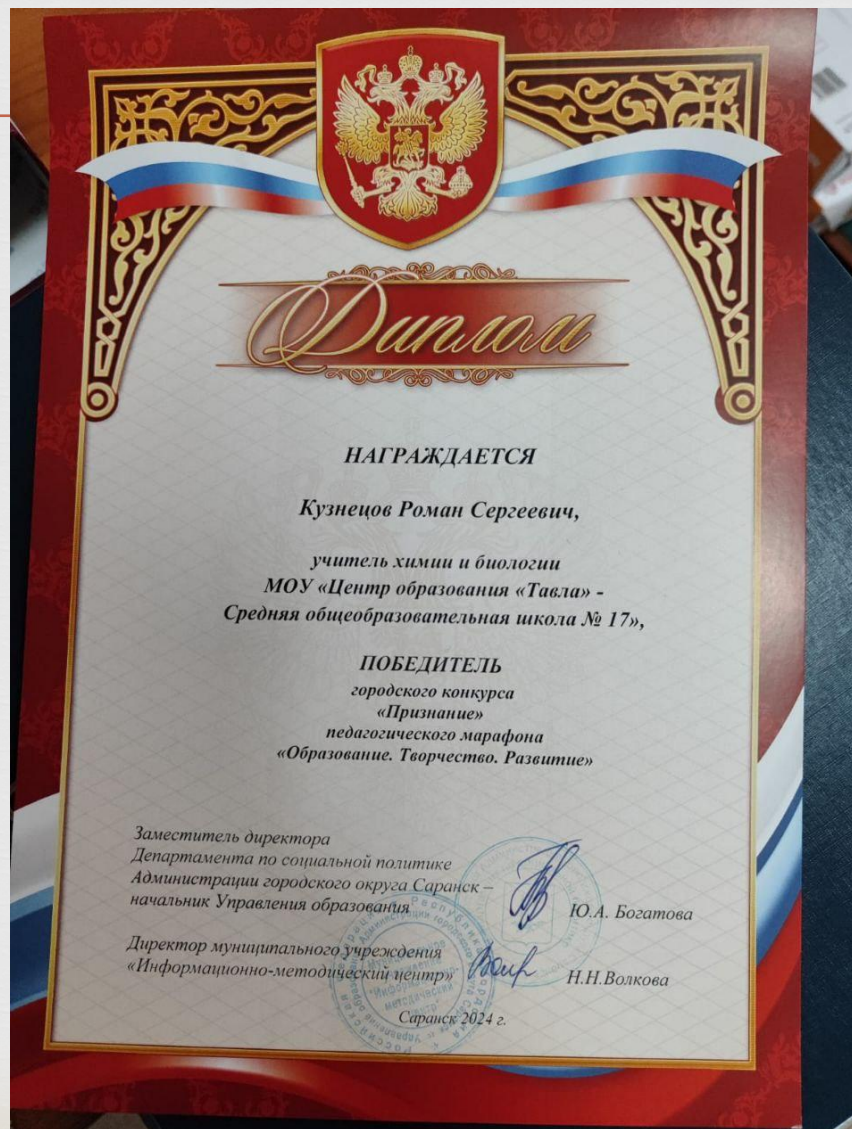 Диплом
НАГРАЖДАЕТСЯ
Кузнецов Роман Сергеевич,
учитель химии и биологии
МОУ «Центр образования «Тавла» -
Средняя общеобразовательная школа № 17»,
ПОБЕДИТЕЛЬ
городского конкурса
«Признание»
педагогического марафона
«Образование. Творчество. Развитие»
Заместитель директора
Департамента по социальной политике
Администрации городского округа Саранск –
начальник Управления образования
Ю.А. Богатова
Директор муниципального учреждения
«Информационно-методический центр»
Н.Н.Волкова
Саранск 2024 г.